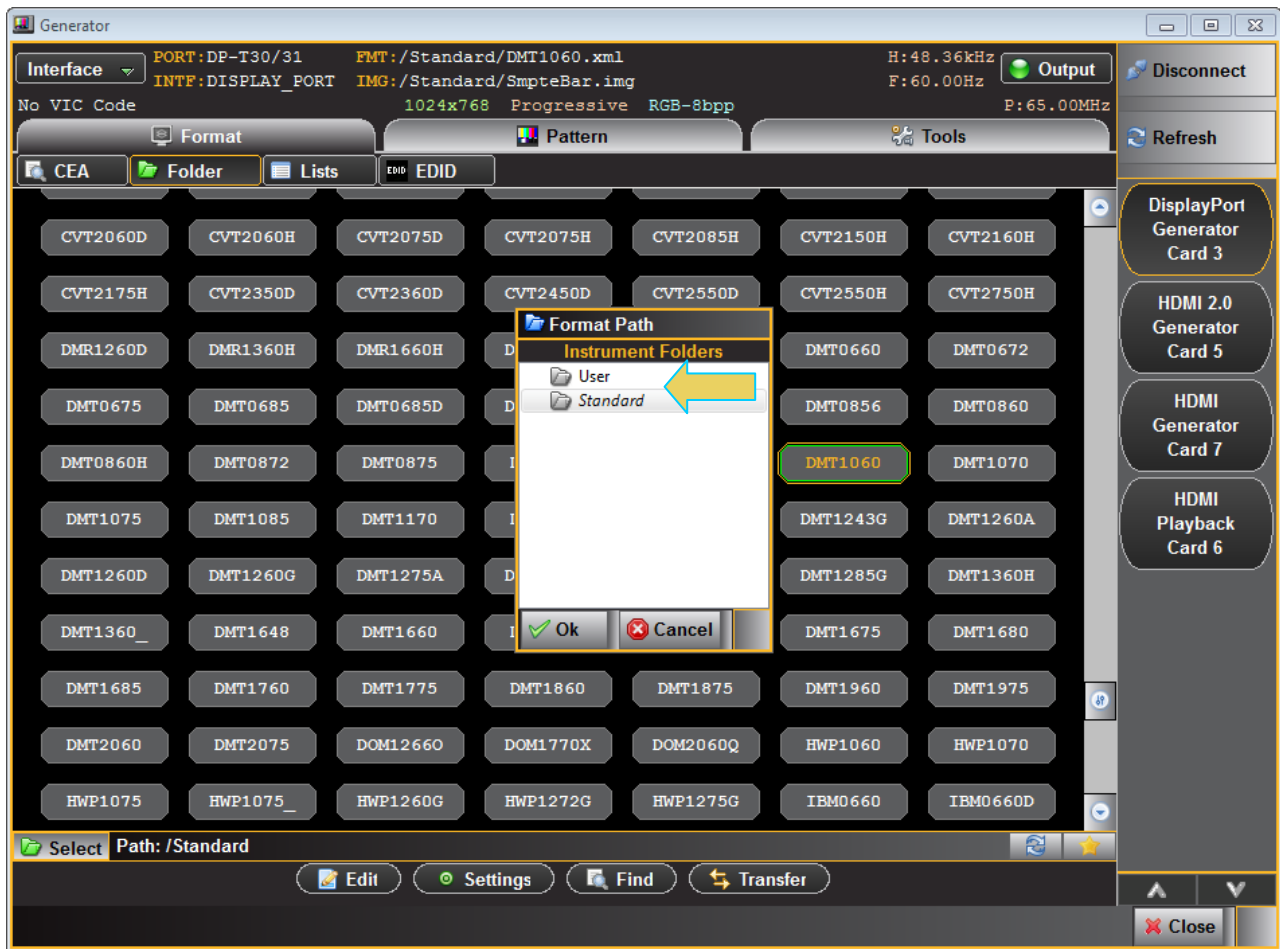 Generator
Interface PORT:DP-T30/31 FMT:/Standard/DMT1060.xml H:48.36kHz Output
INTF:DISPLAY_PORT IMG:/Standard/SmpteBar.img F:60.00Hz
No VIC Code 1024x768 Progressive RGB-8bpp P:65.00MHz
Disconnect
Refresh
Format Pattern Tools
CEA Folder Lists EDID EDID
CVT2060D CVT2060H CVT2075D CVT2075H CVT2085H CVT2150H CVT2160H
CVT2175H CVT2350D CVT2360D CVT2450D CVT2550D CVT2550H CVT2750H
DMR1260D DMR1360H DMR1660H DMT0660 DMT0672
DMT0675 DMT0685 DMT0685D DMT0856 DMT0860
DMT0860H DMT0872 DMT0875 DMT1060 DMT1070
DMT1075 DMT1085 DMT1170 DMT1243G DMT1260A
DMT1260D DMT1260G DMT1275A DMT1285G DMT1360H
DMT1360_ DMT1648 DMT1660 DMT1675 DMT1680
DMT1685 DMT1760 DMT1775 DMT1860 DMT1875 DMT1960 DMT1975
DMT2060 DMT2075 DOM1266O DOM1770X DOM2060Q HWP1060 HWP1070
HWP1075 HWP1075_ HWP1260G HWP1272G HWP1275G IBM0660 IBM0660D
Format Path
Instrument Folders
User
Standard
Ok Cancel
DisplayPort
Generator
Card 3
HDMI 2.0
Generator
Card 5
HDMI
Generator
Card 7
HDMI
Playback
Card 6
Select Path: /Standard
Edit Settings Find Transfer
Close